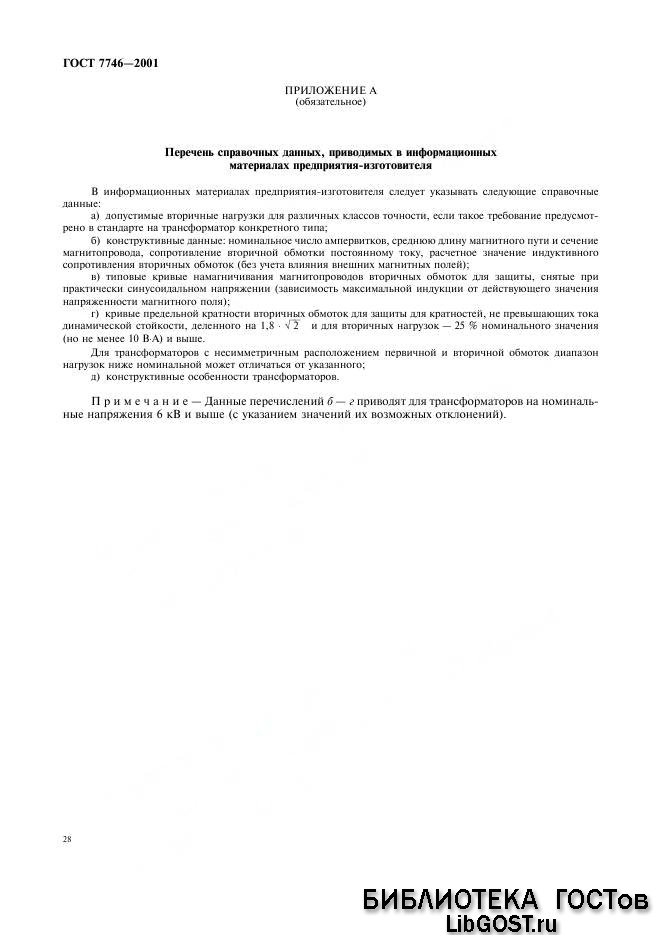 ГОСТ 7746—2001
ПРИЛОЖЕНИЕ А
(обязательное)
Перечень справочных данных, приводимых в информационных
материалах предприятия-изготовителя
В информационных материалах предприятия-изготовителя следует указывать следующие справочные
данные:
а) допустимые вторичные нагрузки для различных классов точности, если такое требование предусмот-
рено в стандарте на трансформатор конкретного типа;
б) конструктивные данные: номинальное число ампервитков, среднюю длину магнитного пути и сечение
магнитопровода, сопротивление вторичной обмотки постоянному току, расчетное значение индуктивного
сопротивления вторичных обмоток (без учета влияния внешних магнитных полей);
в) типовые кривые намагничивания магнитопроводов вторичных обмоток для защиты, снятые при
практически синусоидальном напряжении (зависимость максимальной индукции от действующего значения
напряженности магнитного поля);
г) кривые предельной кратности вторичных обмоток для защиты для кратностей, не превышающих тока
динамической стойкости, деленного на 1,8 · √2 и для вторичных нагрузок — 25 % номинального значения
(но не менее 10 В·А) и выше.
Для трансформаторов с несимметричным расположением первичной и вторичной обмоток диапазон
нагрузок ниже номинальной может отличаться от указанного;
д) конструктивные особенности трансформаторов.
П р и м е ч а н и е — Данные перечислений б — г приводят для трансформаторов на номиналь-
ные напряжения 6 кВ и выше (с указанием значений их возможных отклонений).
28
БИБЛИОТЕКА ГОСТов
LibGOST.ru